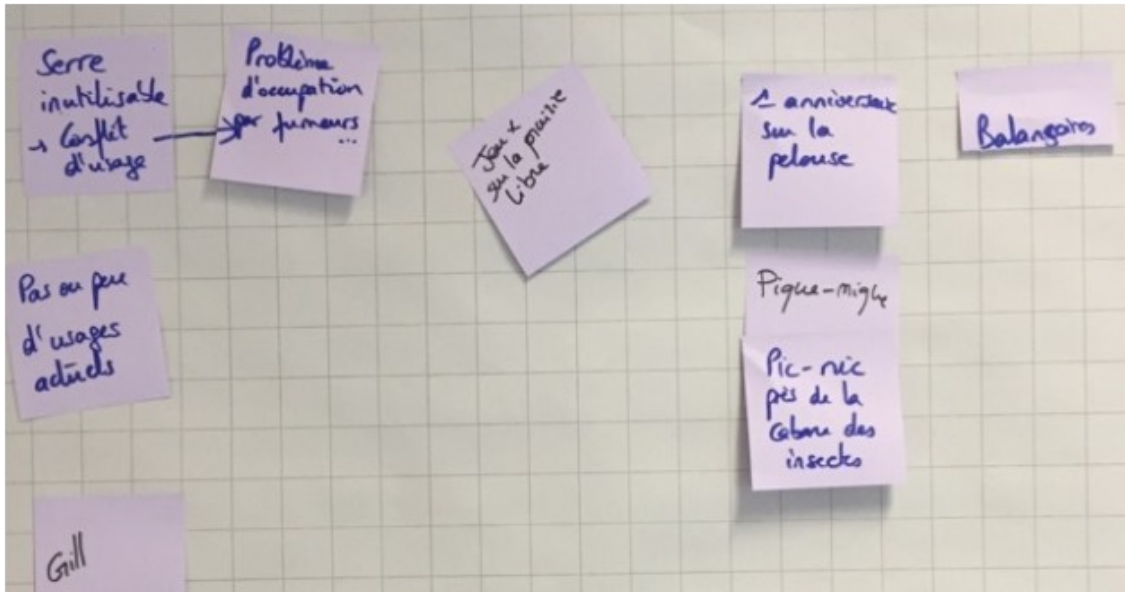 Serre
inutilisable
→ Conflit
d'usage
Problème
d'occupation
par fumeurs
...
Jeux
sur la prairie
libre
1 anniversaire
sur la
pelouse
Balançoires
Pas ou peu
d'usages
actuels
Pique-nique
Pic-nic
près de la
cabane des
insectes
Grill